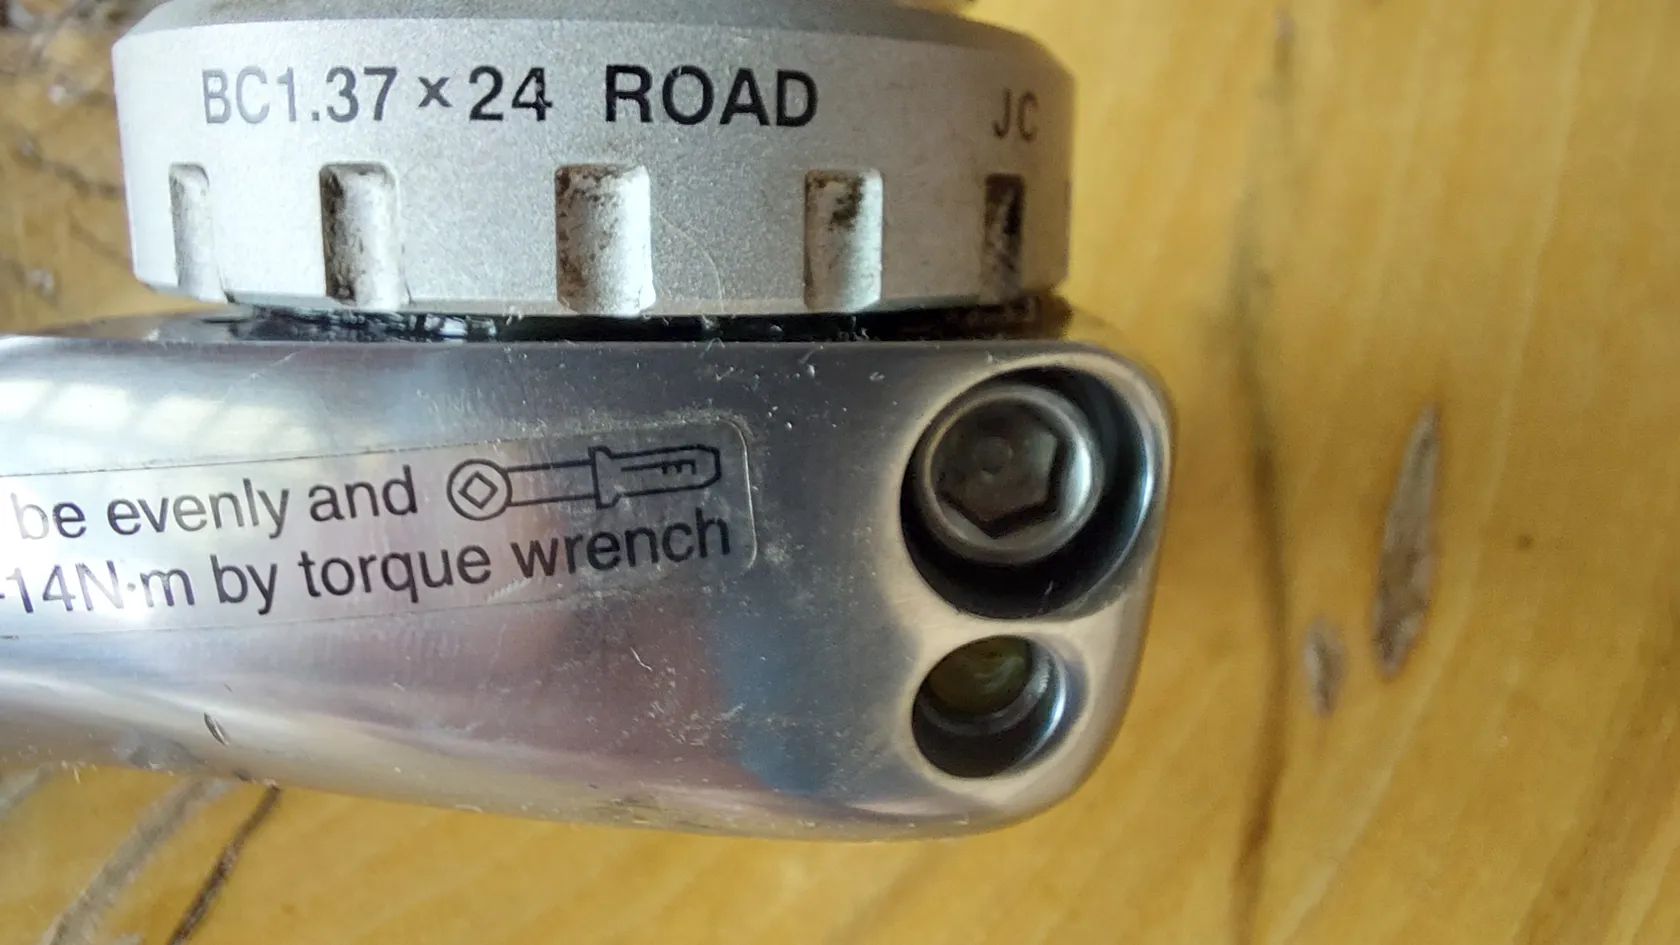 BC1.37 × 24 ROAD JC
be evenly and
-14N·m by torque wrench